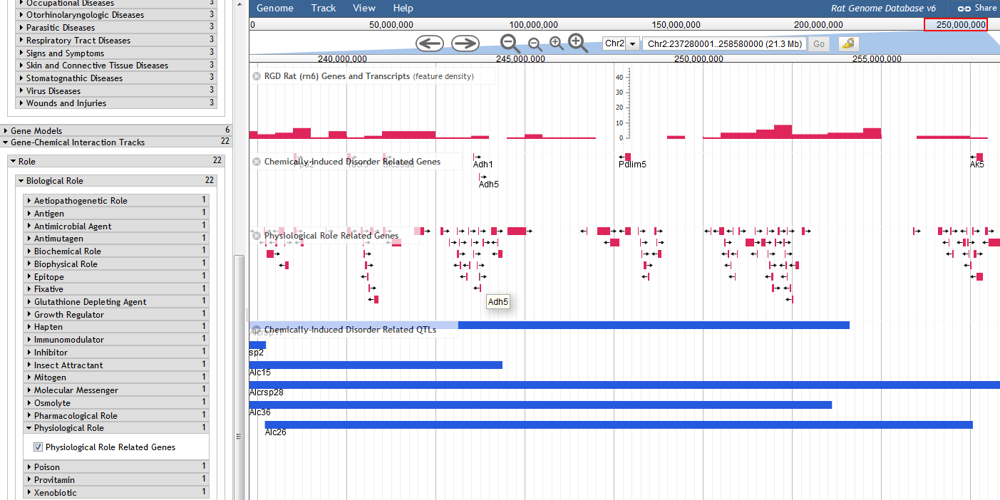 Occupational Diseases 3
Otorhinolaryngologic Diseases 3
Parasitic Diseases 3
Respiratory Tract Diseases 3
Signs and Symptoms 3
Skin and Connective Tissue Diseases 3
Stomatognathic Diseases 3
Virus Diseases 3
Wounds and Injuries 3
Gene Models 6
Gene-Chemical Interaction Tracks 22
Role 22
Biological Role 22
Aetiopathogenetic Role 1
Antigen 1
Antimicrobial Agent 1
Antimutagen 1
Biochemical Role 1
Biophysical Role 1
Epitope 1
Fixative 1
Glutathione Depleting Agent 1
Growth Regulator 1
Hapten 1
Immunomodulator 1
Inhibitor 1
Insect Attractant 1
Mitogen 1
Molecular Messenger 1
Osmolyte 1
Pharmacological Role 1
Physiological Role 1
Physiological Role Related Genes
Poison 1
Provitamin 1
Xenobiotic 1
Genome Track View Help Rat Genome Database v6 Share
0 50,000,000 100,000,000 150,000,000 200,000,000 250,000,000
Chr2 Chr2:237280001..258580000 (21.3 Mb) Go
240,000,000 245,000,000 250,000,000 255,000,000
RGD Rat (rn6) Genes and Transcripts (feature density)
40
30
20
10
0
Chemically-Induced Disorder Related Genes
Adh1 Pdlim5 Ak5
Adh5
Physiological Role Related Genes
Adh5
Chemically-Induced Disorder Related QTLs
sp2
Alc15
Alcrsp28
Alc36
Alc26